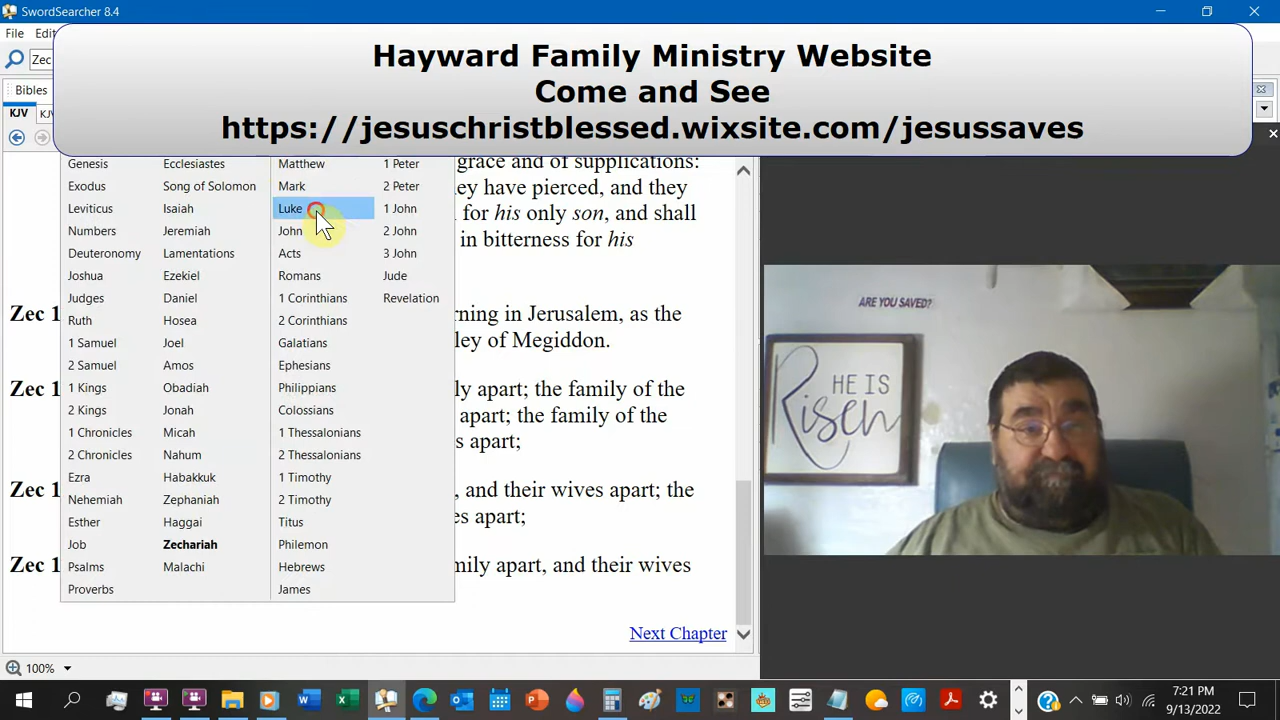 SwordSearcher 8.4
File Edi
Hayward Family Ministry Website
Come and See
https://jesuschristblessed.wixsite.com/jesussaves
Zec
Bibles
KJV KJV
Genesis Ecclesiastes Matthew 1 Peter
Exodus Song of Solomon Mark 2 Peter
Leviticus Isaiah Luke 1 John
Numbers Jeremiah John 2 John
Deuteronomy Lamentations Acts 3 John
Joshua Ezekiel Romans Jude
Judges Daniel 1 Corinthians Revelation
Ruth Hosea 2 Corinthians
1 Samuel Joel Galatians
2 Samuel Amos Ephesians
1 Kings Obadiah Philippians
2 Kings Jonah Colossians
1 Chronicles Micah 1 Thessalonians
2 Chronicles Nahum 2 Thessalonians
Ezra Habakkuk 1 Timothy
Nehemiah Zephaniah 2 Timothy
Esther Haggai Titus
Job Zechariah Philemon
Psalms Malachi Hebrews
Proverbs James
grace and of supplications:
ey have pierced, and they
for his only son, and shall
in bitterness for his
Zec 1 rning in Jerusalem, as the
ley of Megiddon.
Zec 1 ly apart; the family of the
apart; the family of the
s apart;
Zec 1 , and their wives apart; the
es apart;
Zec 1 mily apart, and their wives
Next Chapter
100%
ARE YOU SAVED?
HE IS
Risen
7:21 PM
9/13/2022